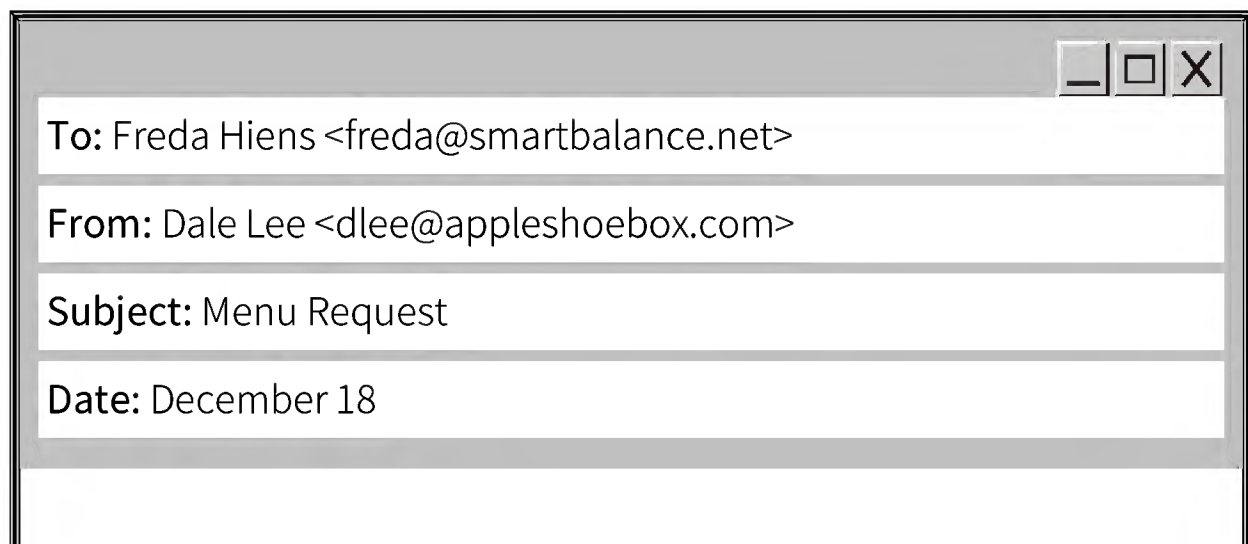 To: Freda Hiens <freda@smartbalance.net>
From: Dale Lee <dlee@appleshoebox.com>
Subject: Menu Request
Date: December 18